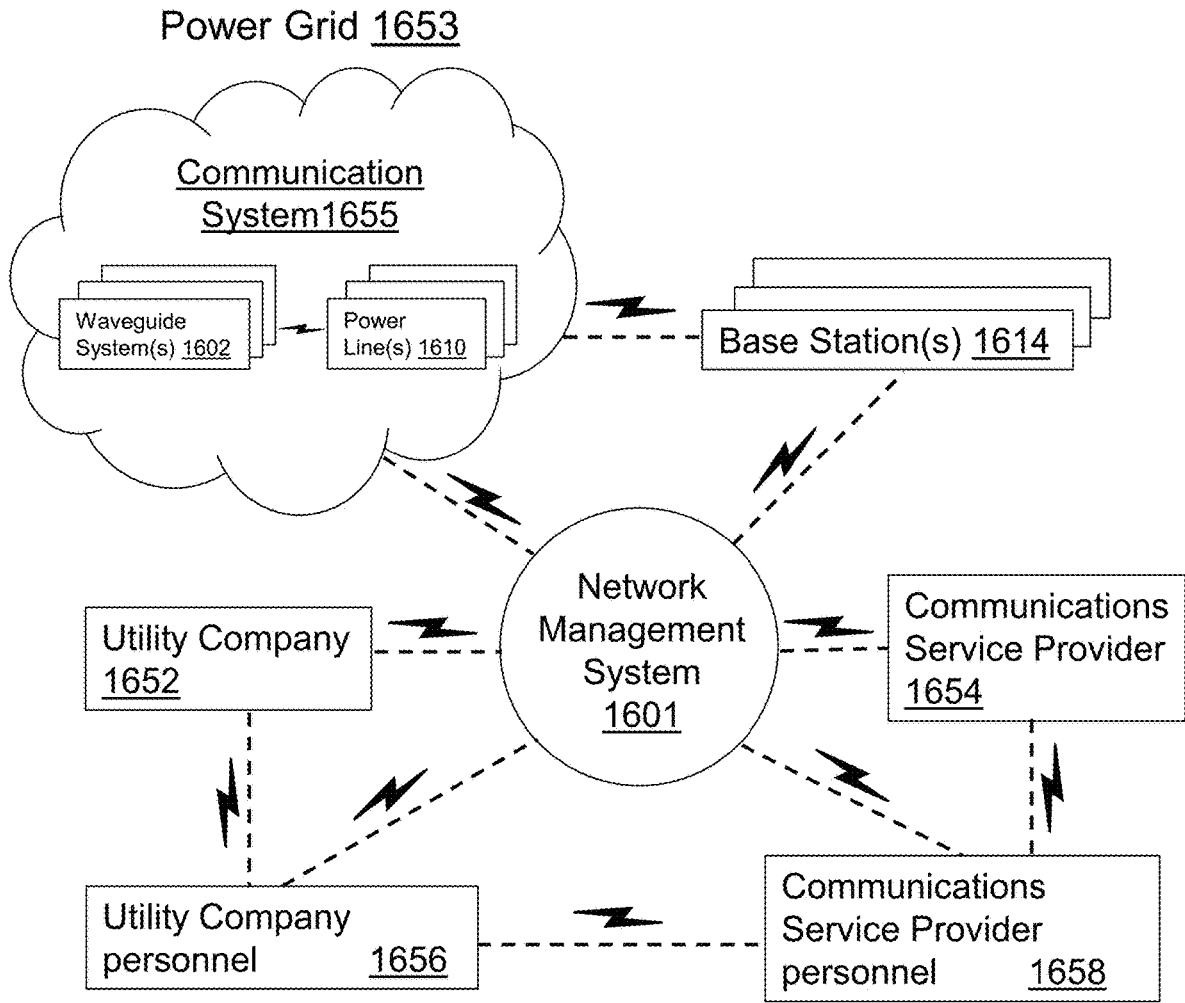 Power Grid 1653
Communication
System1655
Waveguide
System(s) 1602
Power
Line(s) 1610
Base Station(s) 1614
Network
Management
System
1601
Utility Company
1652
Communications
Service Provider
1654
Utility Company
personnel 1656
Communications
Service Provider
personnel 1658